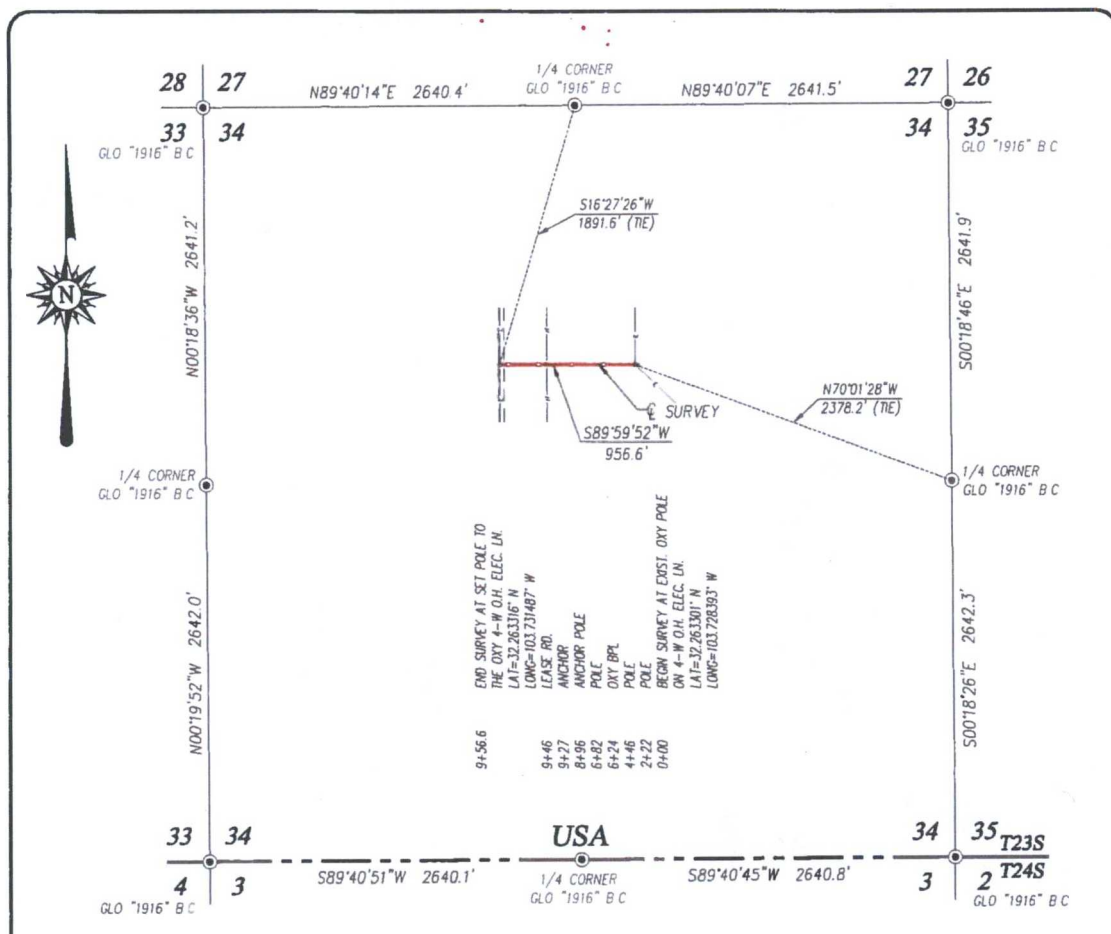 1/4 CORNER
GLO "1916" B C
28 27
N89°40'14"E 2640.4'
N89°40'07"E 2641.5'
27 26
33 34
GLO "1916" B C
34 35
GLO "1916" B C
S16°27'26"W
1891.6' (TIE)
N00°18'36"W 2641.2'
S00°18'46"E 2641.9'
N
N70°01'28"W
2378.2' (TIE)
℄ SURVEY
S89°59'52"W
956.6'
1/4 CORNER
GLO "1916" B C
1/4 CORNER
GLO "1916" B C
9+56.6 END SURVEY AT SET POLE TO
THE OXY 4-W O.H. ELEC. LN.
LAT=32.263316° N
LONG=103.731487° W
9+46 LEASE RD.
9+27 ANCHOR
8+96 ANCHOR POLE
6+82 POLE
6+24 OXY BPL
4+46 POLE
2+22 POLE
0+00 BEGIN SURVEY AT EXIST. OXY POLE
ON 4-W O.H. ELEC. LN.
LAT=32.263301° N
LONG=103.728393° W
N00°19'52"W 2642.0'
S00°18'26"E 2642.3'
33 34
USA
34 35 T23S
4 3
S89°40'51"W 2640.1'
1/4 CORNER
GLO "1916" B C
S89°40'45"W 2640.8'
3 2 T24S
GLO "1916" B C
GLO "1916" B C